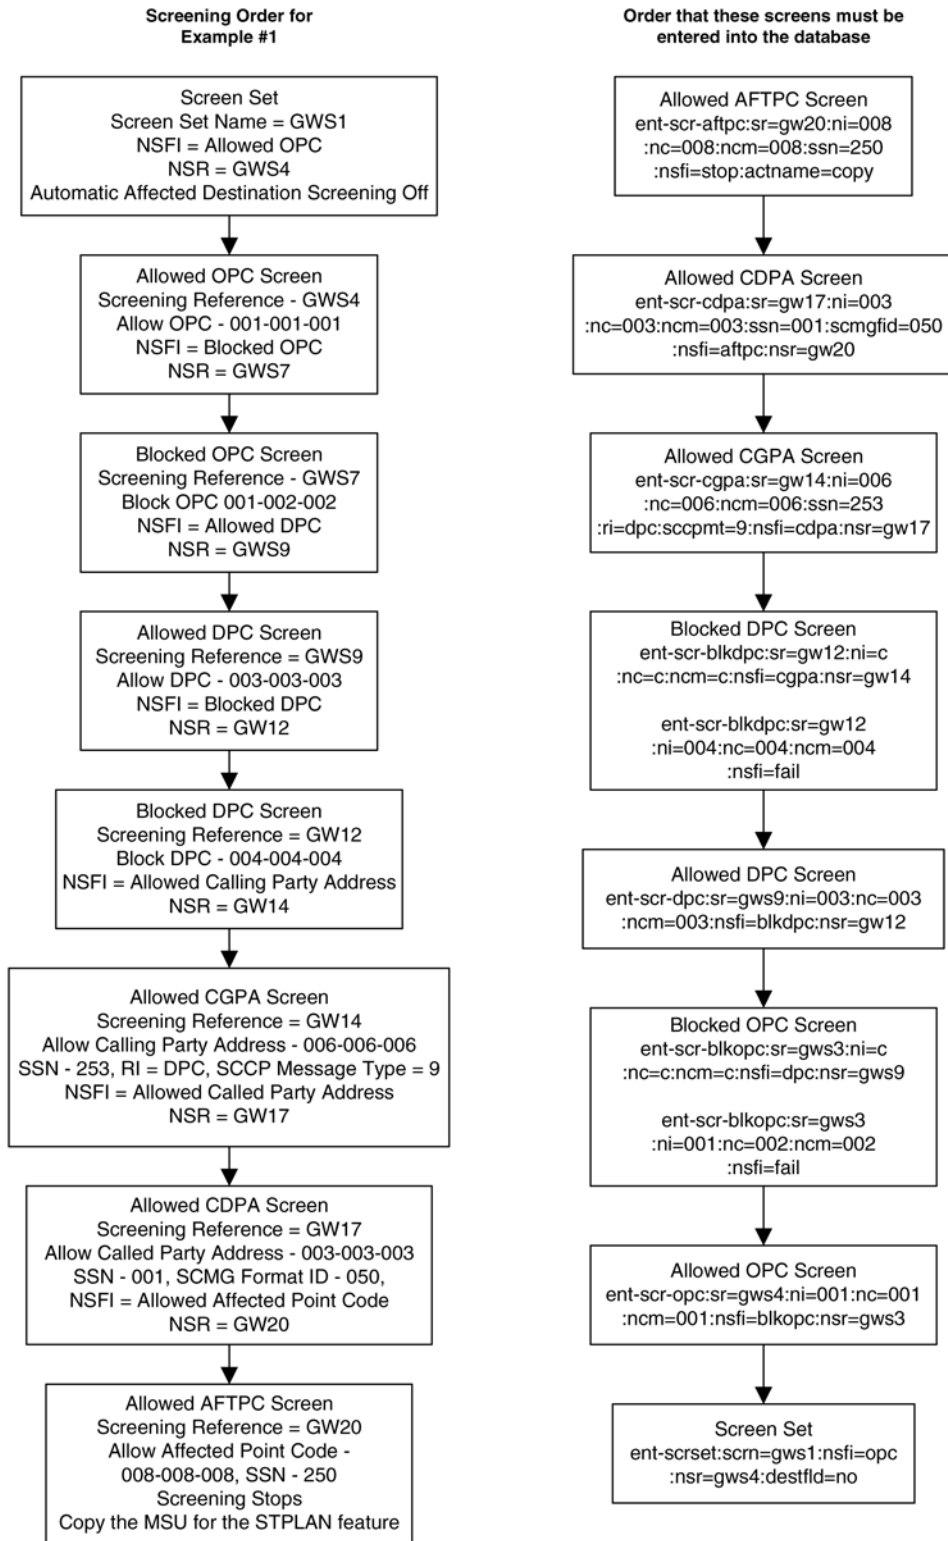 Screening Order for
Example #1
Screen Set
Screen Set Name = GWS1
NSFI = Allowed OPC
NSR = GWS4
Automatic Affected Destination Screening Off
Allowed OPC Screen
Screening Reference - GWS4
Allow OPC - 001-001-001
NSFI = Blocked OPC
NSR = GWS7
Blocked OPC Screen
Screening Reference - GWS7
Block OPC 001-002-002
NSFI = Allowed DPC
NSR = GWS9
Allowed DPC Screen
Screening Reference = GWS9
Allow DPC - 003-003-003
NSFI = Blocked DPC
NSR = GW12
Blocked DPC Screen
Screening Reference = GW12
Block DPC - 004-004-004
NSFI = Allowed Calling Party Address
NSR = GW14
Allowed CGPA Screen
Screening Reference = GW14
Allow Calling Party Address - 006-006-006
SSN - 253, RI = DPC, SCCP Message Type = 9
NSFI = Allowed Called Party Address
NSR = GW17
Allowed CDPA Screen
Screening Reference = GW17
Allow Called Party Address - 003-003-003
SSN - 001, SCMG Format ID - 050,
NSFI = Allowed Affected Point Code
NSR = GW20
Allowed AFTPC Screen
Screening Reference = GW20
Allow Affected Point Code -
008-008-008, SSN - 250
Screening Stops
Copy the MSU for the STPLAN feature
Order that these screens must be
entered into the database
Allowed AFTPC Screen
ent-scr-aftpc:sr=gw20:ni=008
:nc=008:ncm=008:ssn=250
:nsfi=stop:actname=copy
Allowed CDPA Screen
ent-scr-cdpa:sr=gw17:ni=003
:nc=003:ncm=003:ssn=001:scmgfid=050
:nsfi=aftpc:nsr=gw20
Allowed CGPA Screen
ent-scr-cgpa:sr=gw14:ni=006
:nc=006:ncm=006:ssn=253
:ri=dpc:sccpmt=9:nsfi=cdpa:nsr=gw17
Blocked DPC Screen
ent-scr-blkdpc:sr=gw12:ni=c
:nc=c:ncm=c:nsfi=cgpa:nsr=gw14
ent-scr-blkdpc:sr=gw12
:ni=004:nc=004:ncm=004
:nsfi=fail
Allowed DPC Screen
ent-scr-dpc:sr=gws9:ni=003:nc=003
:ncm=003:nsfi=blkdpc:nsr=gw12
Blocked OPC Screen
ent-scr-blkopc:sr=gws3:ni=c
:nc=c:ncm=c:nsfi=dpc:nsr=gws9
ent-scr-blkopc:sr=gws3
:ni=001:nc=002:ncm=002
:nsfi=fail
Allowed OPC Screen
ent-scr-opc:sr=gws4:ni=001:nc=001
:ncm=001:nsfi=blkopc:nsr=gws3
Screen Set
ent-scrset:scrn=gws1:nsfi=opc
:nsr=gws4:destfld=no